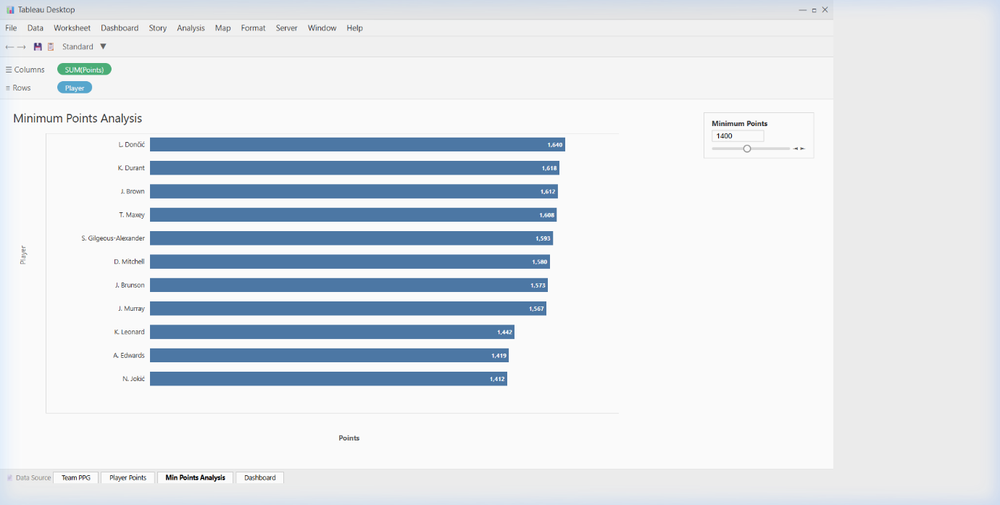 Tableau Desktop
File Data Worksheet Dashboard Story Analysis Map Format Server Window Help
Standard
Columns SUM(Points)
Rows Player
Minimum Points Analysis
Minimum Points
1400
Player
L. Dončić 1,640
K. Durant 1,618
J. Brown 1,612
T. Maxey 1,608
S. Gilgeous-Alexander 1,593
D. Mitchell 1,580
J. Brunson 1,573
J. Murray 1,567
K. Leonard 1,442
A. Edwards 1,419
N. Jokić 1,412
Points
Data Source Team PPG Player Points Min Points Analysis Dashboard